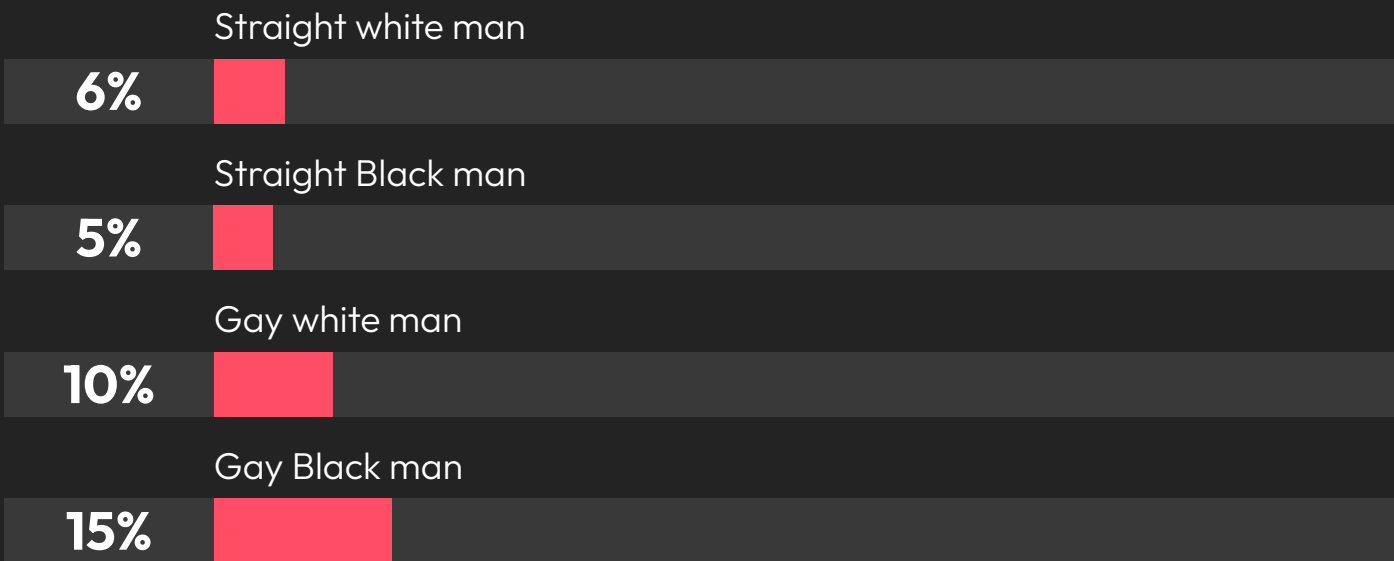 Straight white man
6%
Straight Black man
5%
Gay white man
10%
Gay Black man
15%